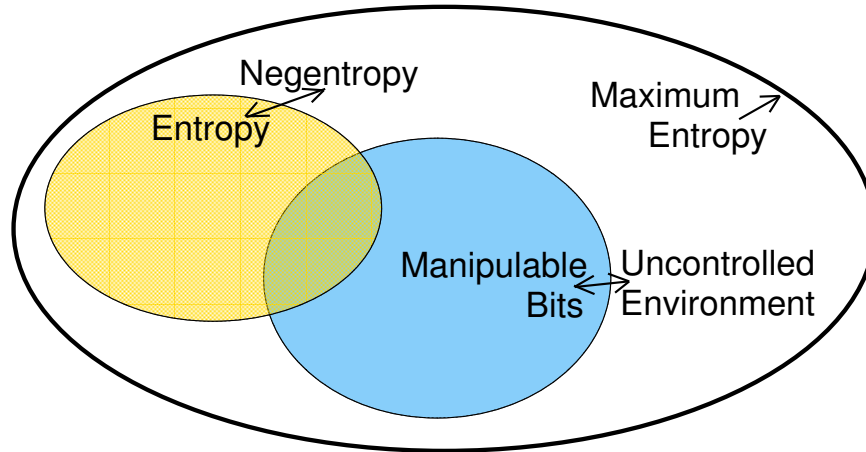 Negentropy
Entropy
Maximum
Entropy
Manipulable
Bits
Uncontrolled
Environment